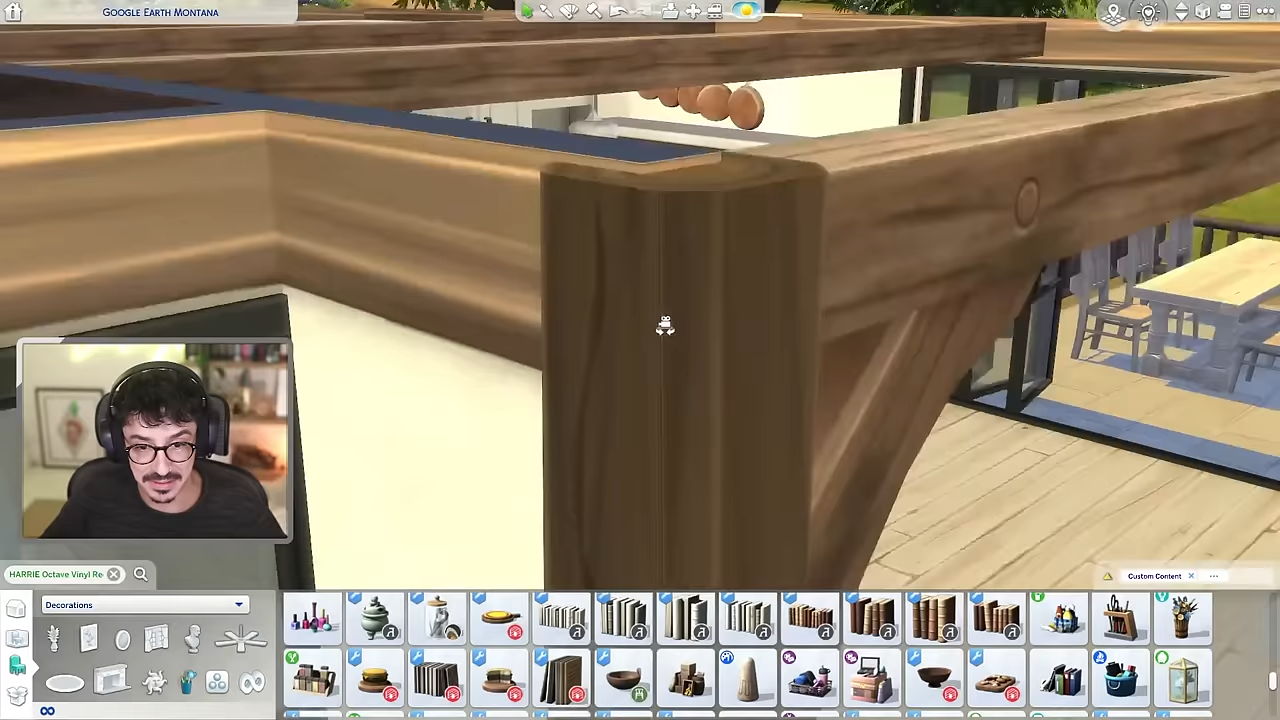 GOOGLE EARTH MONTANA
HARRIE Octave Vinyl Re
Custom Content
Decorations